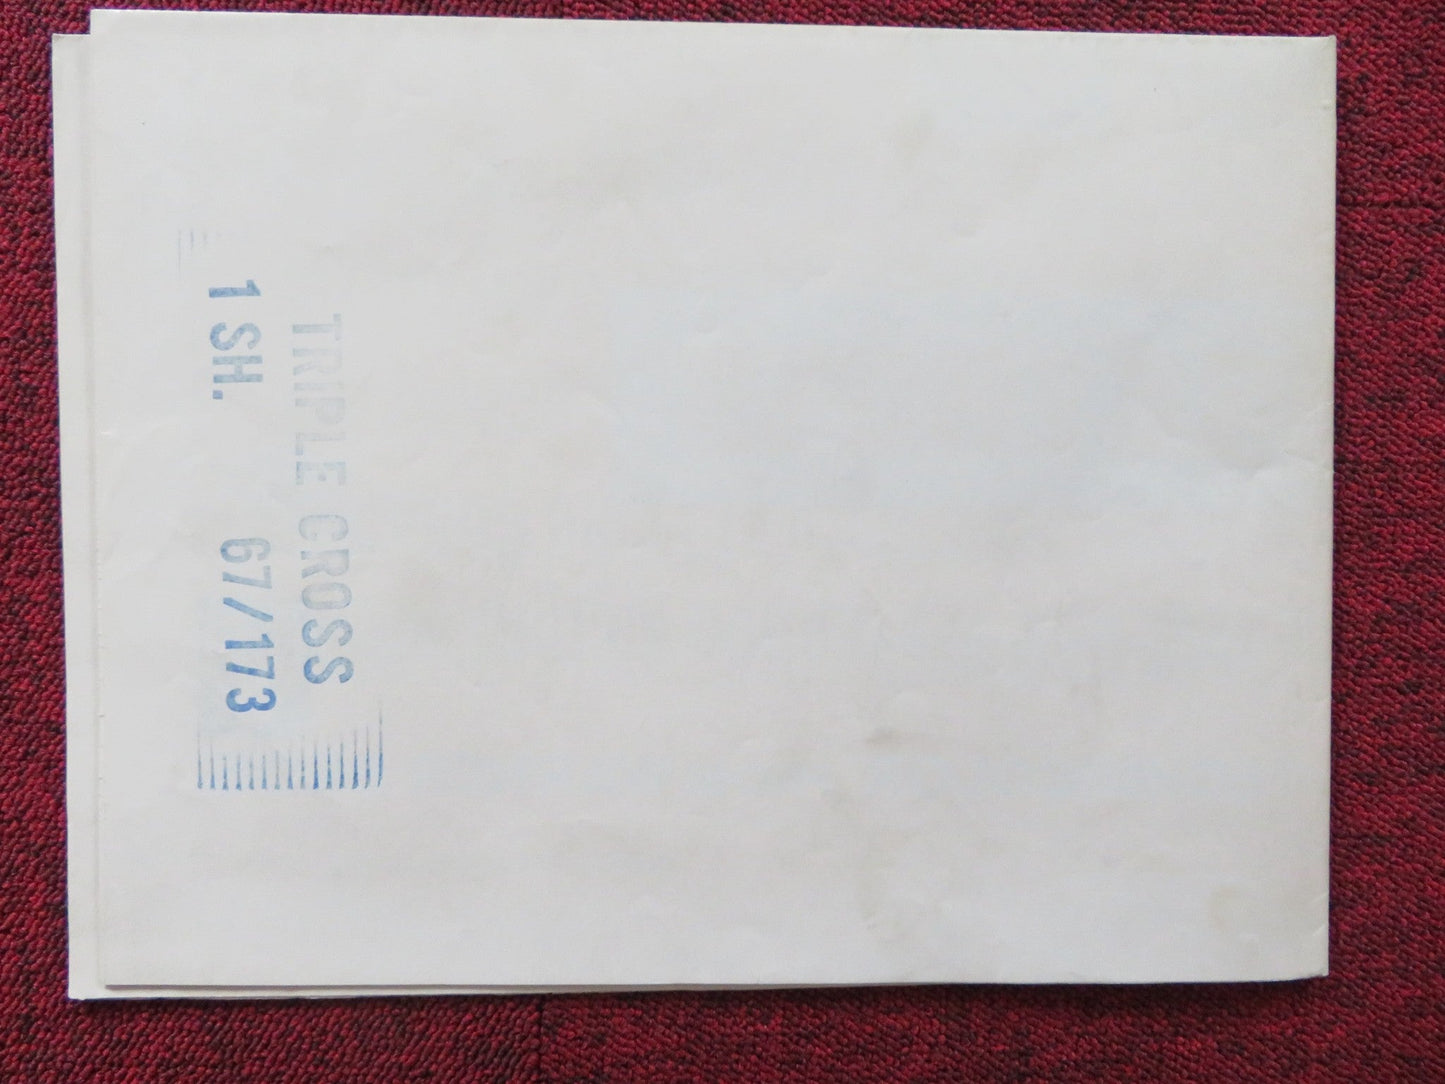 TRIPLE CROSS
1 SH. 67/173